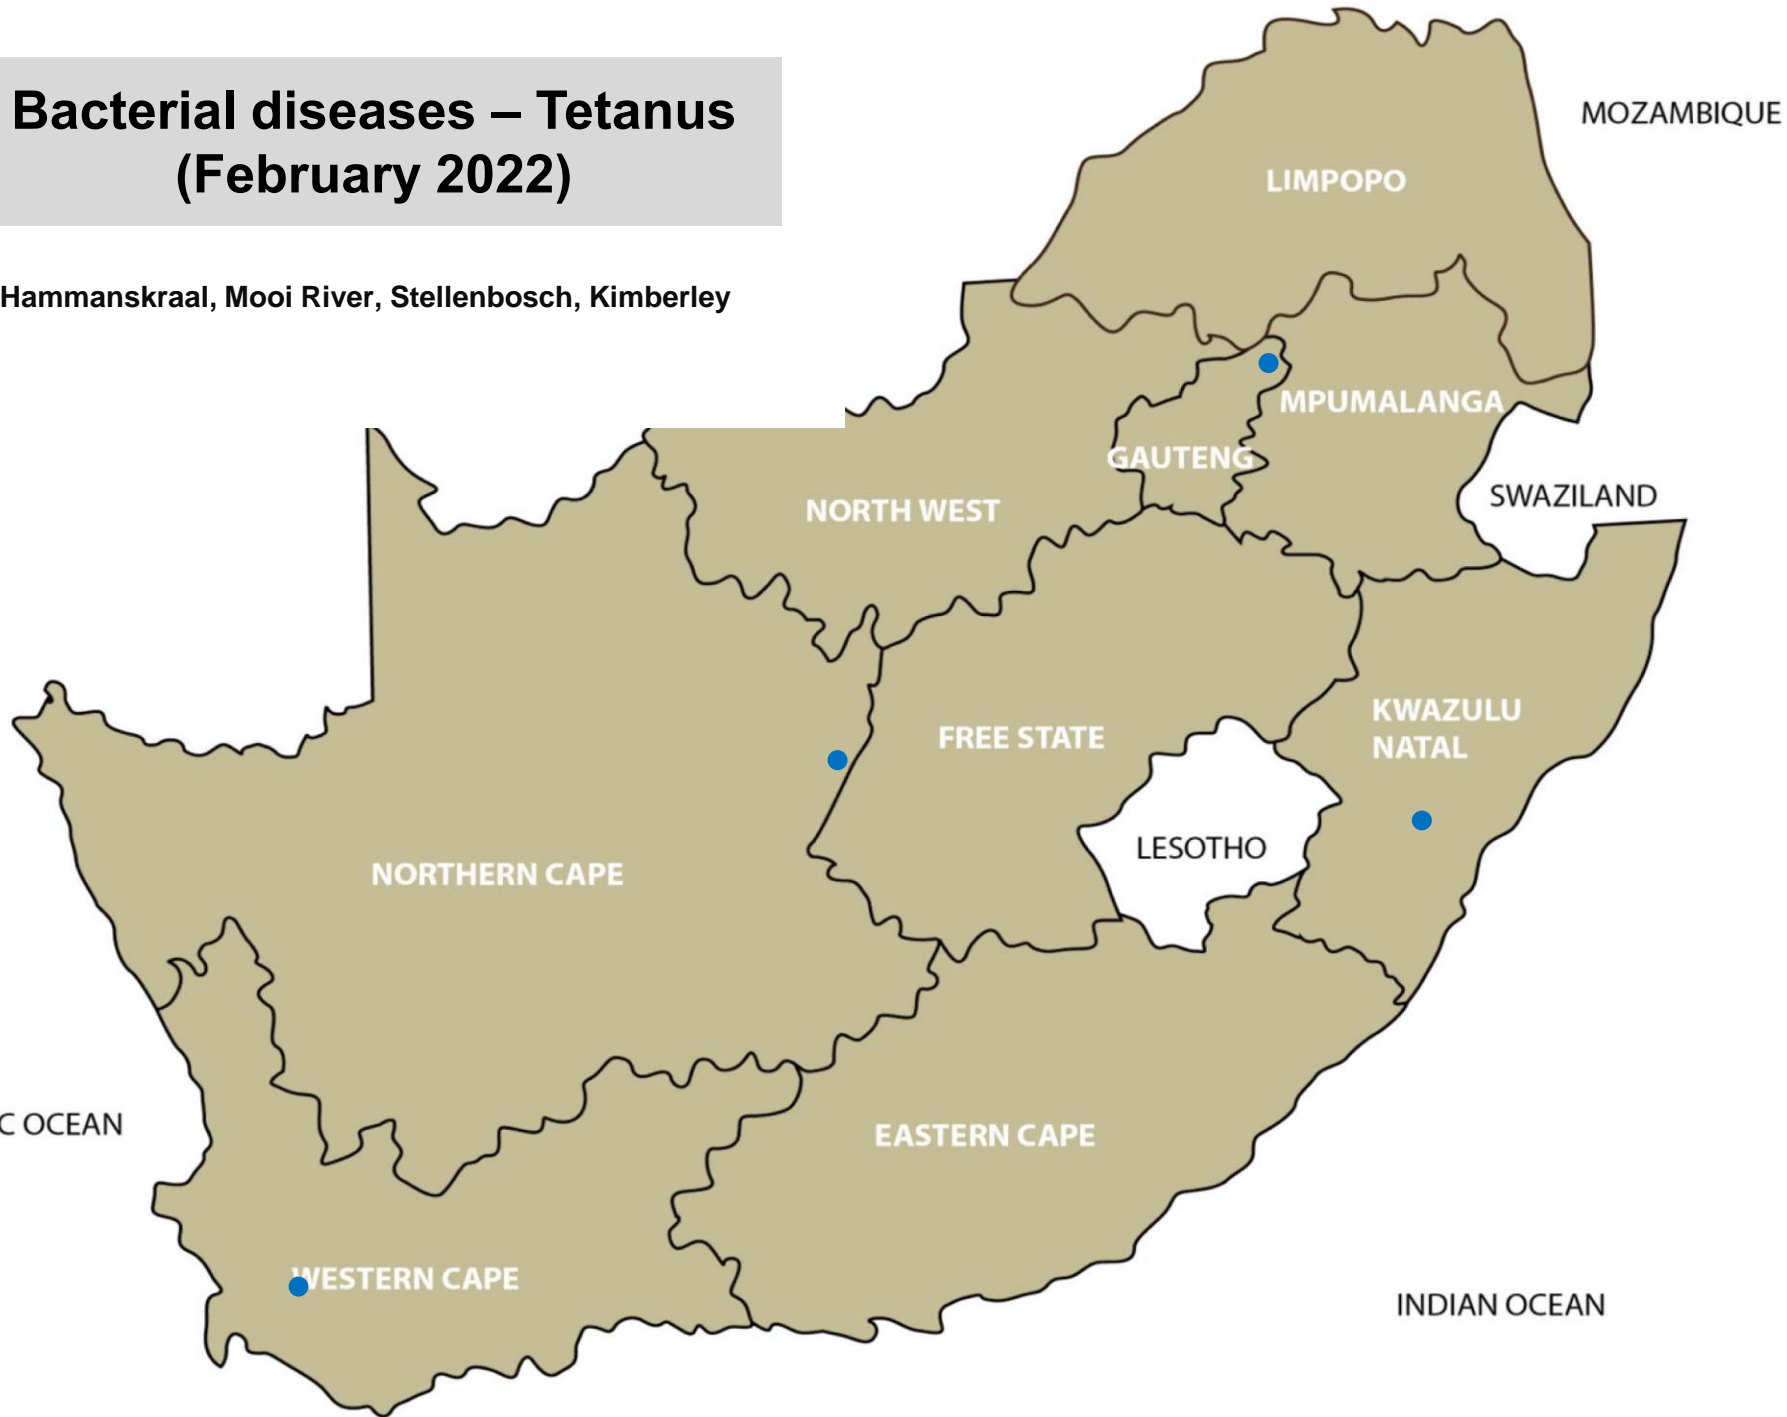 Bacterial diseases – Tetanus
(February 2022)
Hammanskraal, Mooi River, Stellenbosch, Kimberley
MOZAMBIQUE
LIMPOPO
MPUMALANGA
GAUTENG
SWAZILAND
NORTH WEST
KWAZULU
NATAL
FREE STATE
LESOTHO
NORTHERN CAPE
C OCEAN
EASTERN CAPE
WESTERN CAPE
INDIAN OCEAN